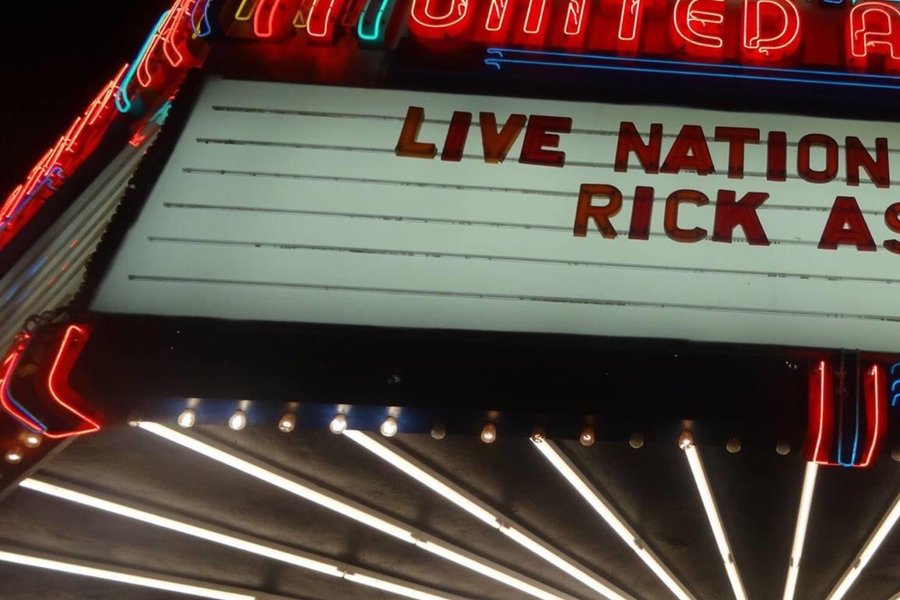 UNITED A
LIVE NATION
RICK AS